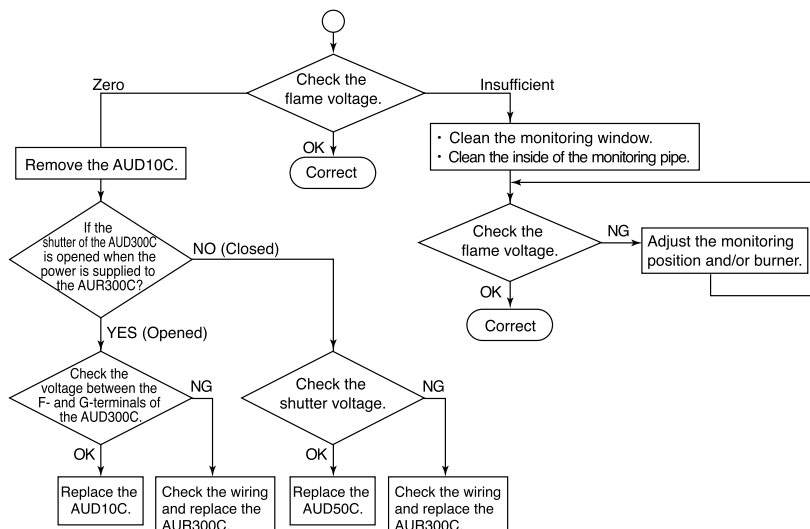 Check the
flame voltage.
Zero
Insufficient
OK
Correct
Remove the AUD10C.
・ Clean the monitoring window.
・ Clean the inside of the monitoring pipe.
If the
shutter of the AUD300C
is opened when the
power is supplied to
the AUR300C?
NO (Closed)
YES (Opened)
Check the
flame voltage.
NG
Adjust the monitoring
position and/or burner.
OK
Correct
Check the
voltage between the
F- and G-terminals of
the AUD300C.
NG
OK
Check the
shutter voltage.
NG
OK
Replace the
AUD10C.
Check the wiring
and replace the
AUR300C.
Replace the
AUD50C.
Check the wiring
and replace the
AUR300C.